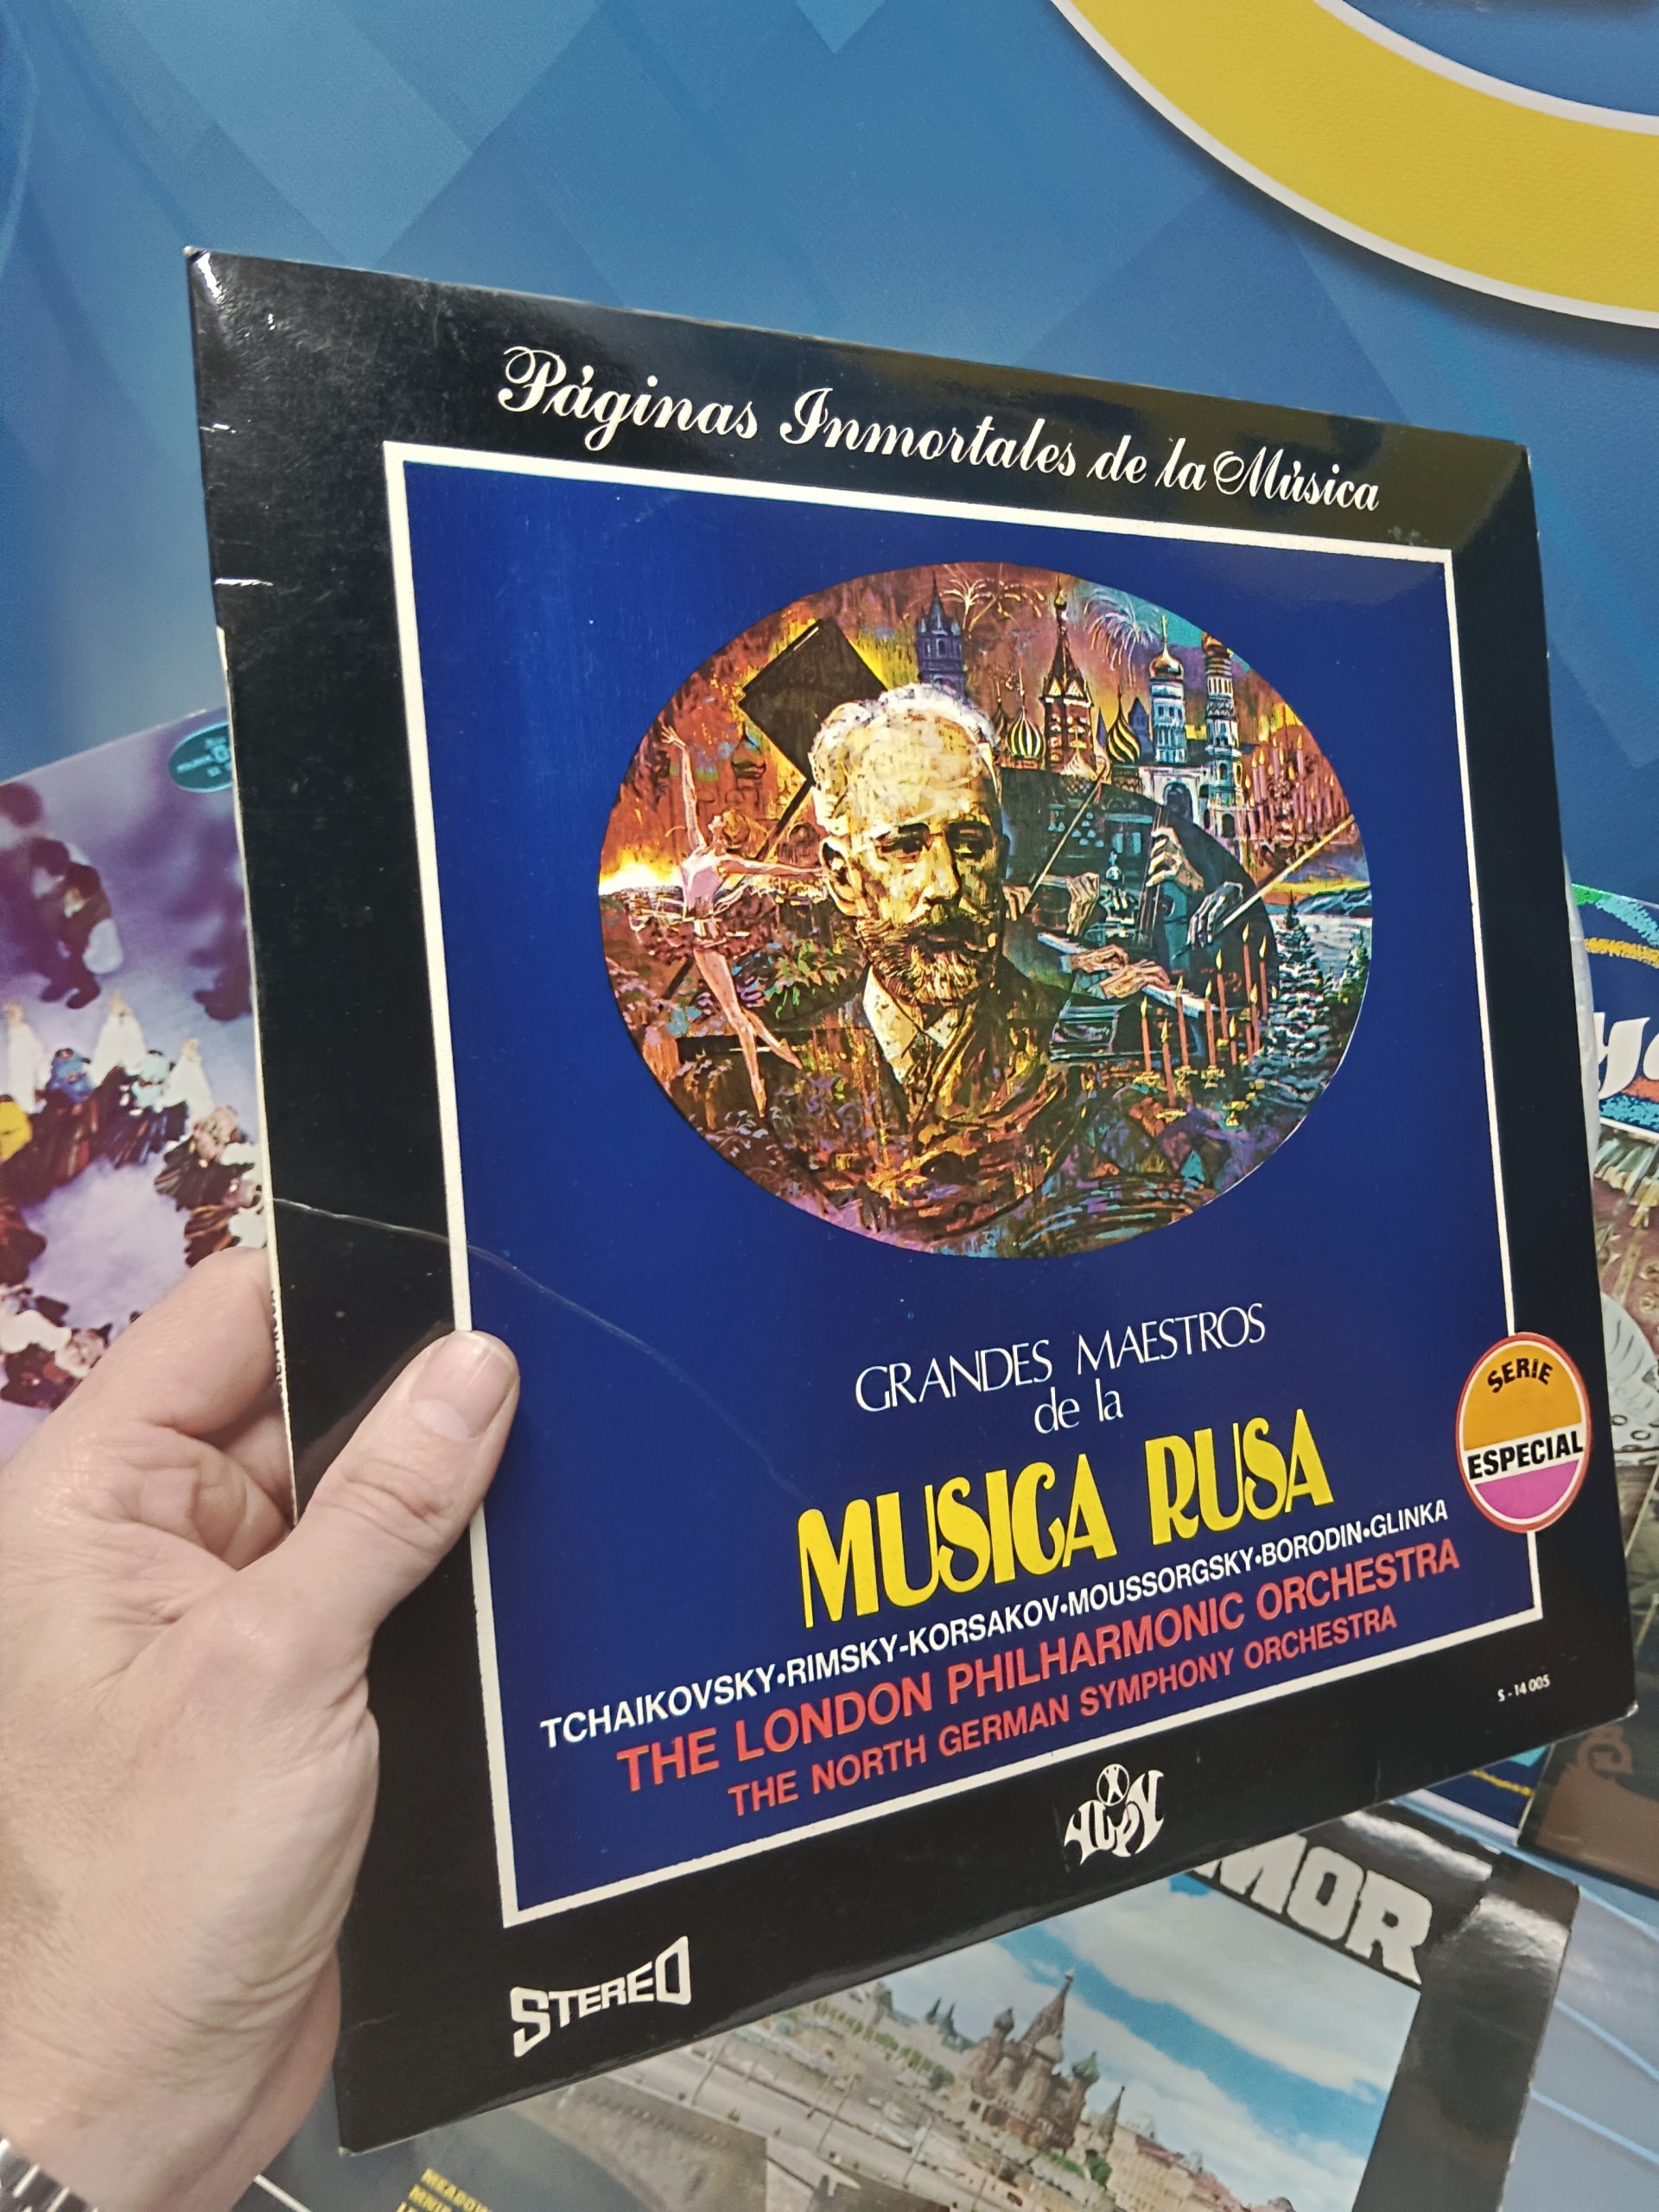 Páginas Inmortales de la Música
GRANDES MAESTROS
de la
MUSICA RUSA
SERIE
ESPECIAL
TCHAIKOVSKY•RIMSKY-KORSAKOV•MOUSSORGSKY•BORODIN•GLINKA
THE LONDON PHILHARMONIC ORCHESTRA
THE NORTH GERMAN SYMPHONY ORCHESTRA
S-14 005
STEREO
MOR